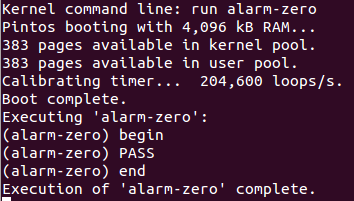 Kernel command line: run alarm-zero
Pintos booting with 4,096 kB RAM...
383 pages available in kernel pool.
383 pages available in user pool.
Calibrating timer...  204,600 loops/s.
Boot complete.
Executing 'alarm-zero':
(alarm-zero) begin
(alarm-zero) PASS
(alarm-zero) end
Execution of 'alarm-zero' complete.